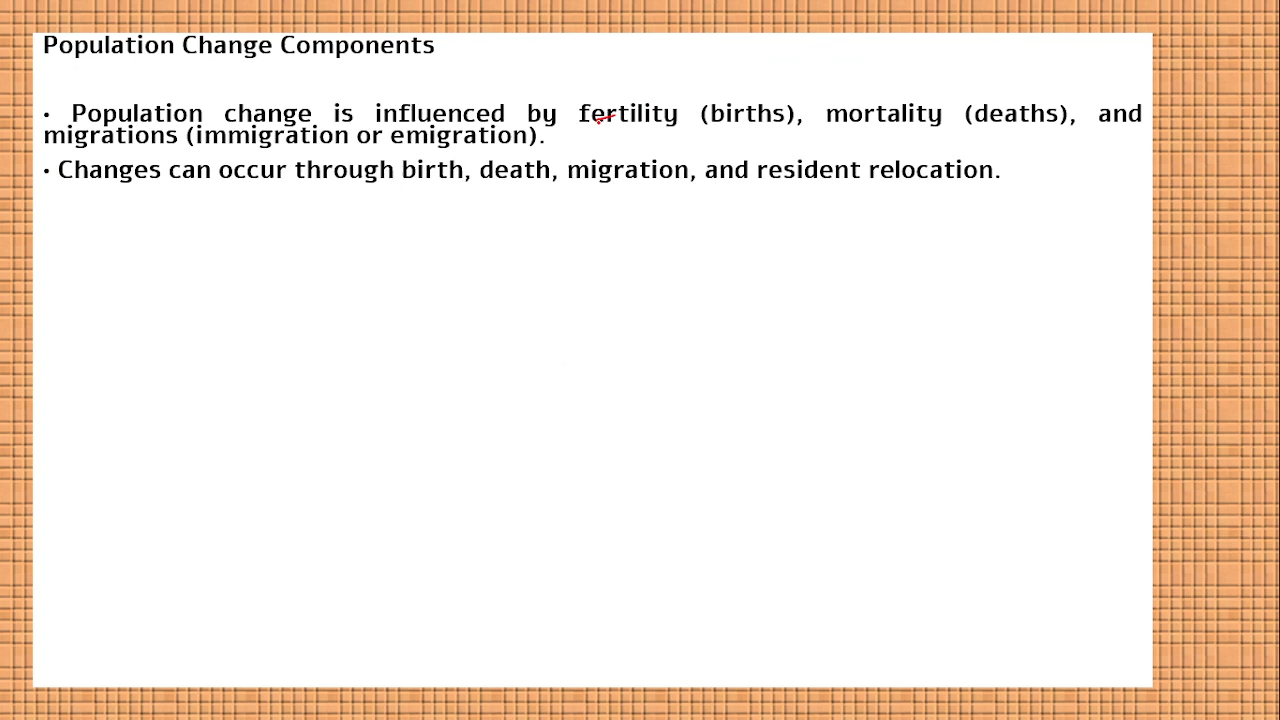 Population Change Components
• Population change is influenced by fertility (births), mortality (deaths), and
migrations (immigration or emigration).
• Changes can occur through birth, death, migration, and resident relocation.